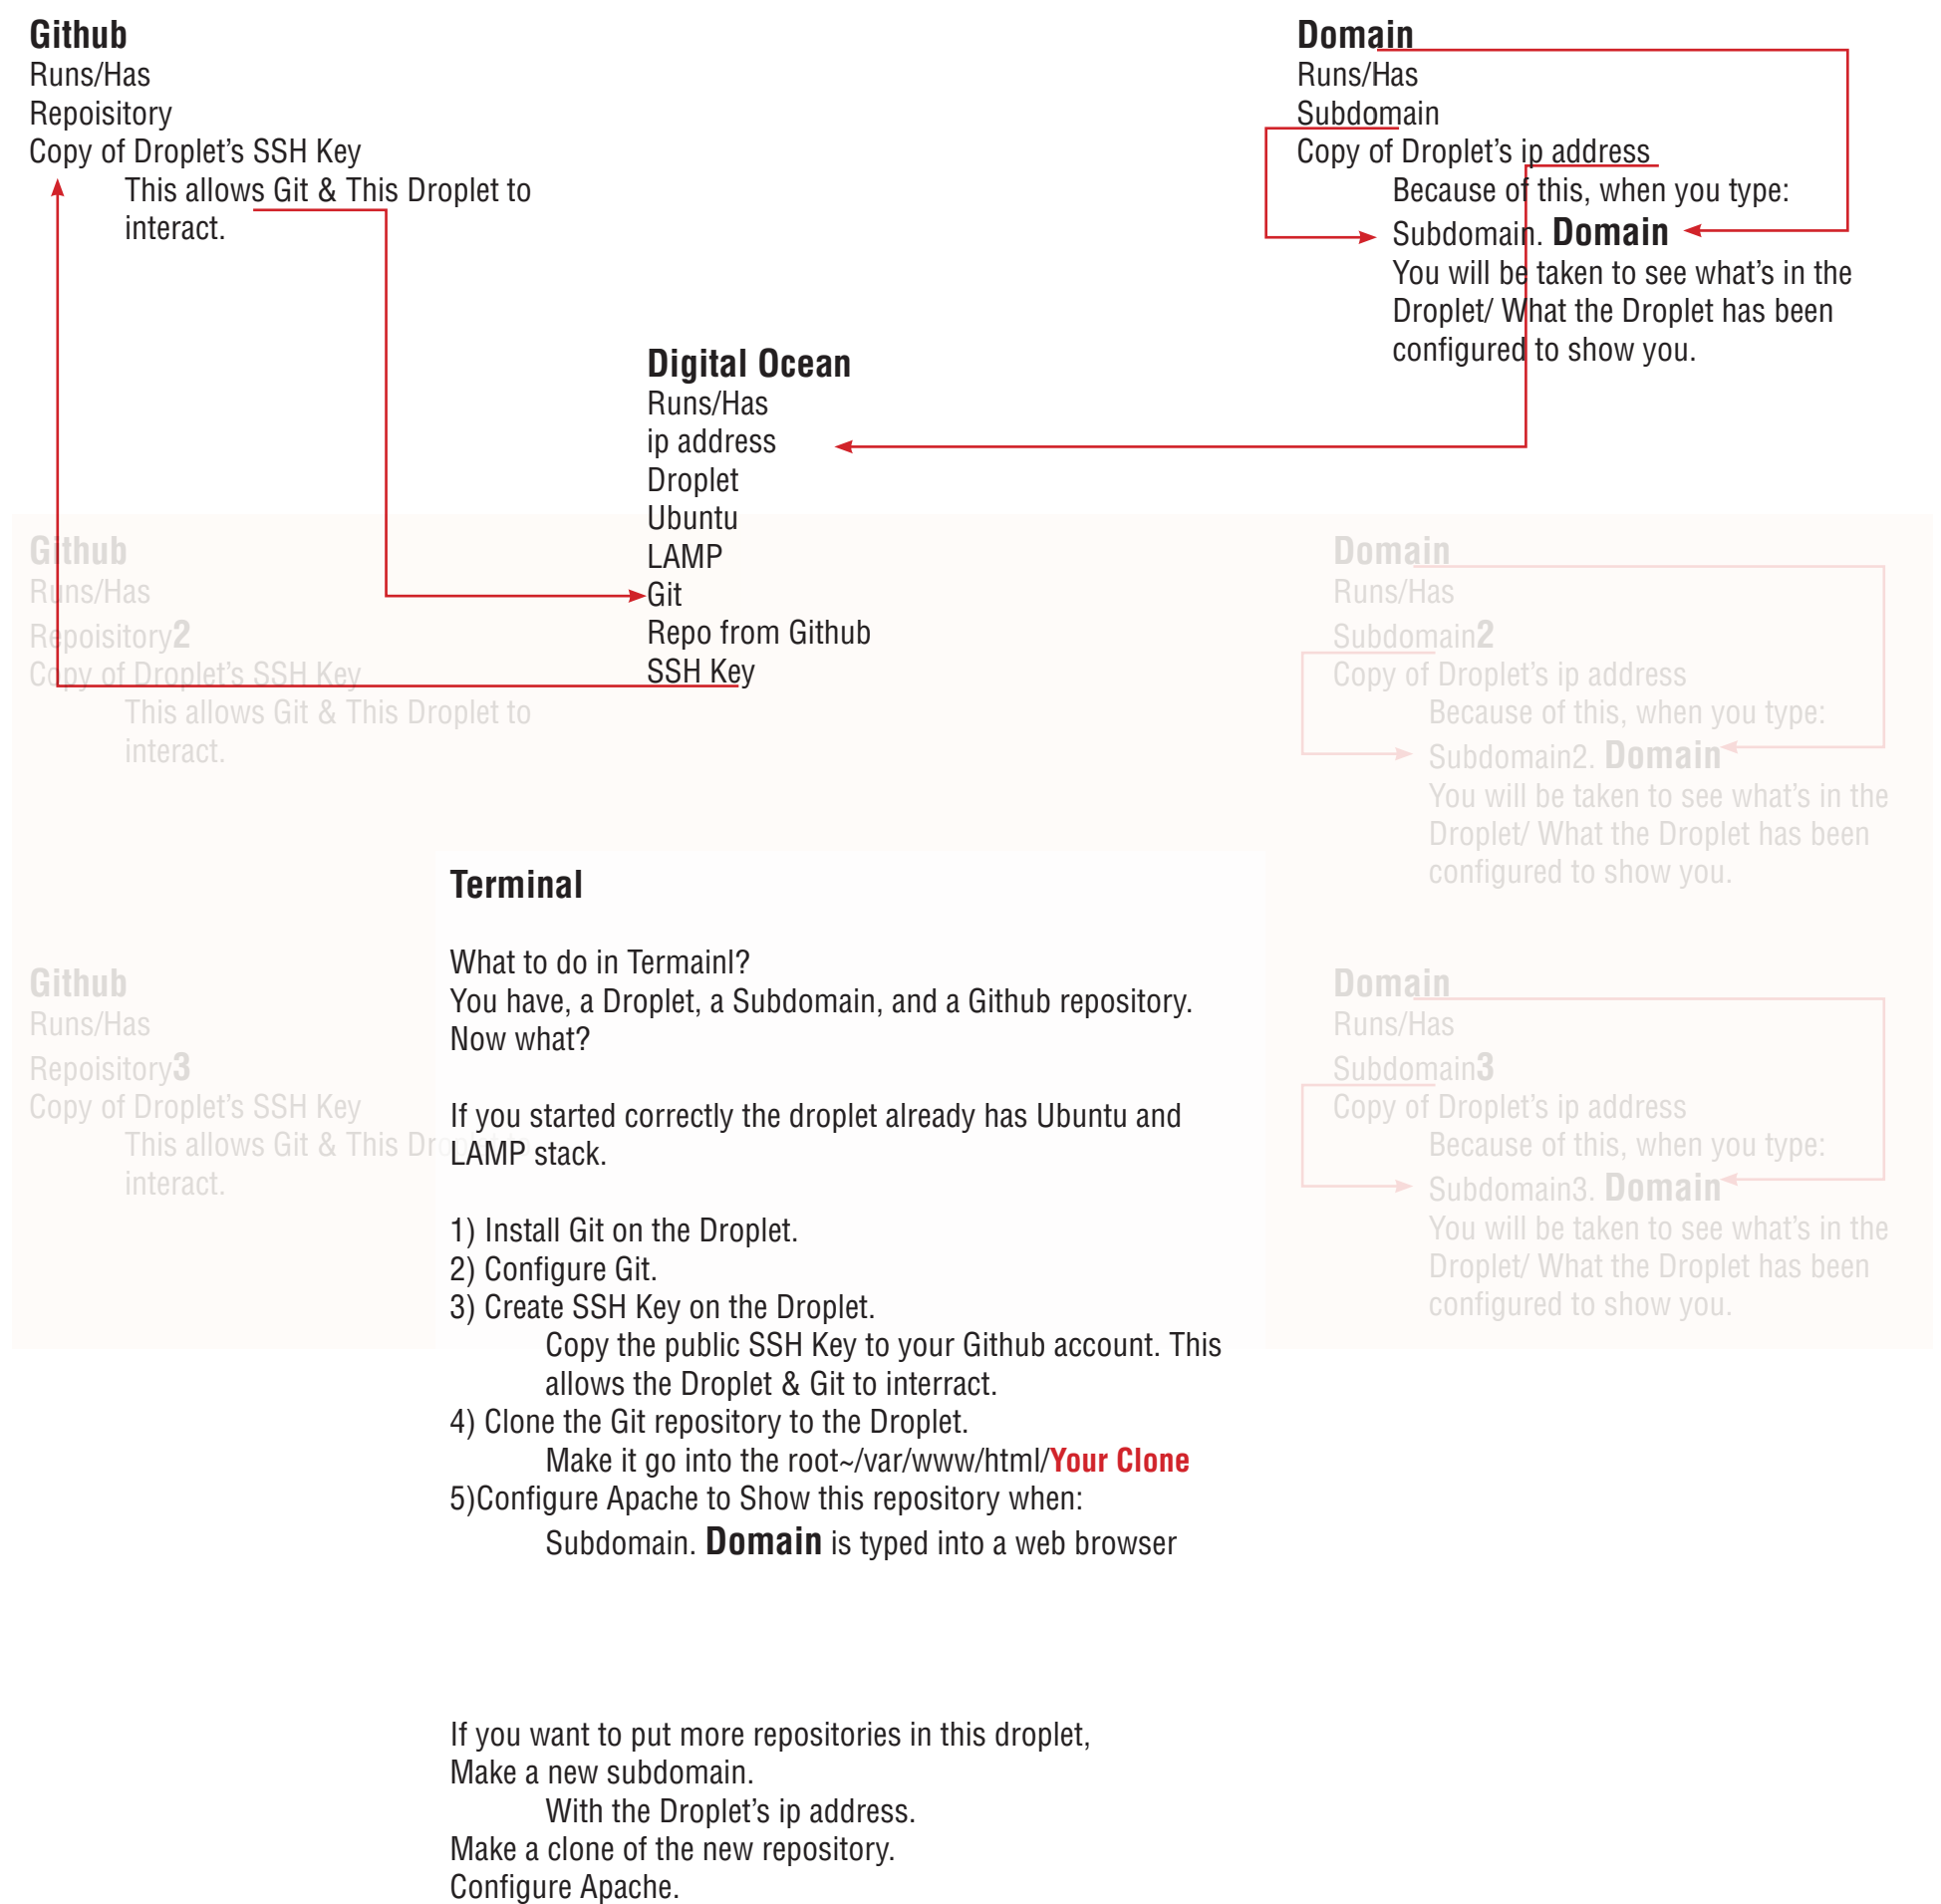 Github
Runs/Has
Repoisitory
Copy of Droplet's SSH Key
This allows Git & This Droplet to
interact.
Domain
Runs/Has
Subdomain
Copy of Droplet's ip address
Because of this, when you type:
Subdomain. Domain
You will be taken to see what's in the
Droplet/ What the Droplet has been
configured to show you.
Digital Ocean
Runs/Has
ip address
Droplet
Ubuntu
LAMP
Git
Repo from Github
SSH Key
Github
Runs/Has
Repoisitory2
Copy of Droplet's SSH Key
This allows Git & This Droplet to
interact.
Domain
Runs/Has
Subdomain2
Copy of Droplet's ip address
Because of this, when you type:
Subdomain2. Domain
You will be taken to see what's in the
Droplet/ What the Droplet has been
configured to show you.
Github
Runs/Has
Repoisitory3
Copy of Droplet's SSH Key
This allows Git & This
interact.
Domain
Runs/Has
Subdomain3
Copy of Droplet's ip address
Because of this, when you type:
Subdomain3. Domain
You will be taken to see what's in the
Droplet/ What the Droplet has been
configured to show you.
Terminal
What to do in Termainl?
You have, a Droplet, a Subdomain, and a Github repository.
Now what?
If you started correctly the droplet already has Ubuntu and
LAMP stack.
1) Install Git on the Droplet.
2) Configure Git.
3) Create SSH Key on the Droplet.
Copy the public SSH Key to your Github account. This
allows the Droplet & Git to interract.
4) Clone the Git repository to the Droplet.
Make it go into the root~/var/www/html/Your Clone
5)Configure Apache to Show this repository when:
Subdomain. Domain is typed into a web browser
If you want to put more repositories in this droplet,
Make a new subdomain.
With the Droplet's ip address.
Make a clone of the new repository.
Configure Apache.